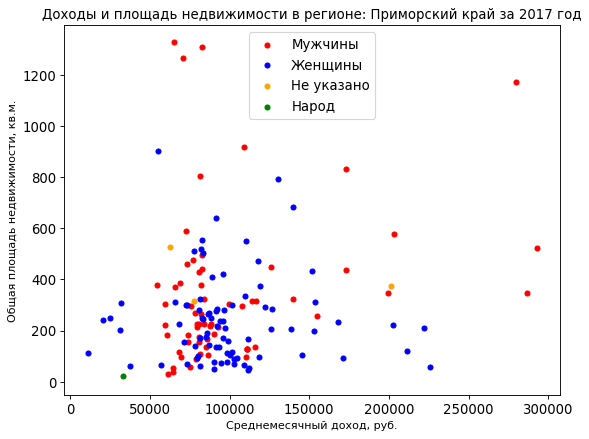 Доходы и площадь недвижимости в регионе: Приморский край за 2017 год
Мужчины
Женщины
Не указано
Народ
Общая площадь недвижимости, кв.м.
1200
1000
800
600
400
200
0
0 50000 100000 150000 200000 250000 300000
Среднемесячный доход, руб.